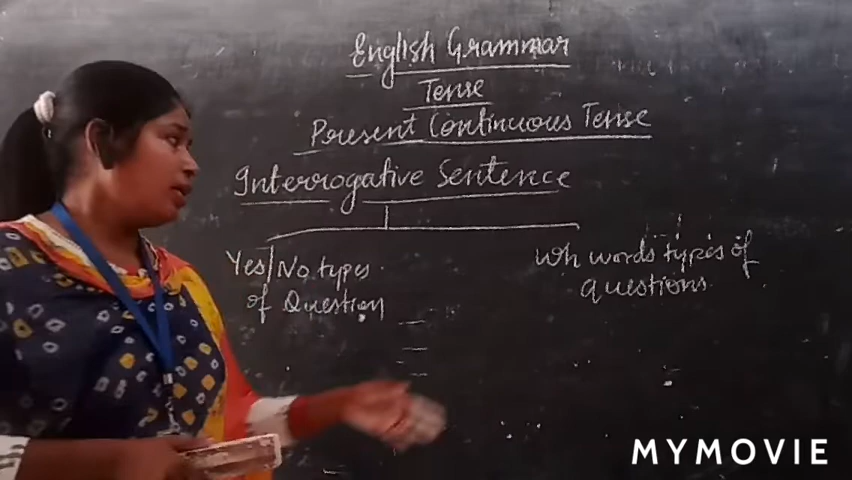 English Grammar
Tense
Present Continuous Tense
Interrogative Sentence
Yes/No types
of Question
Wh words types of
questions
MYMOVIE